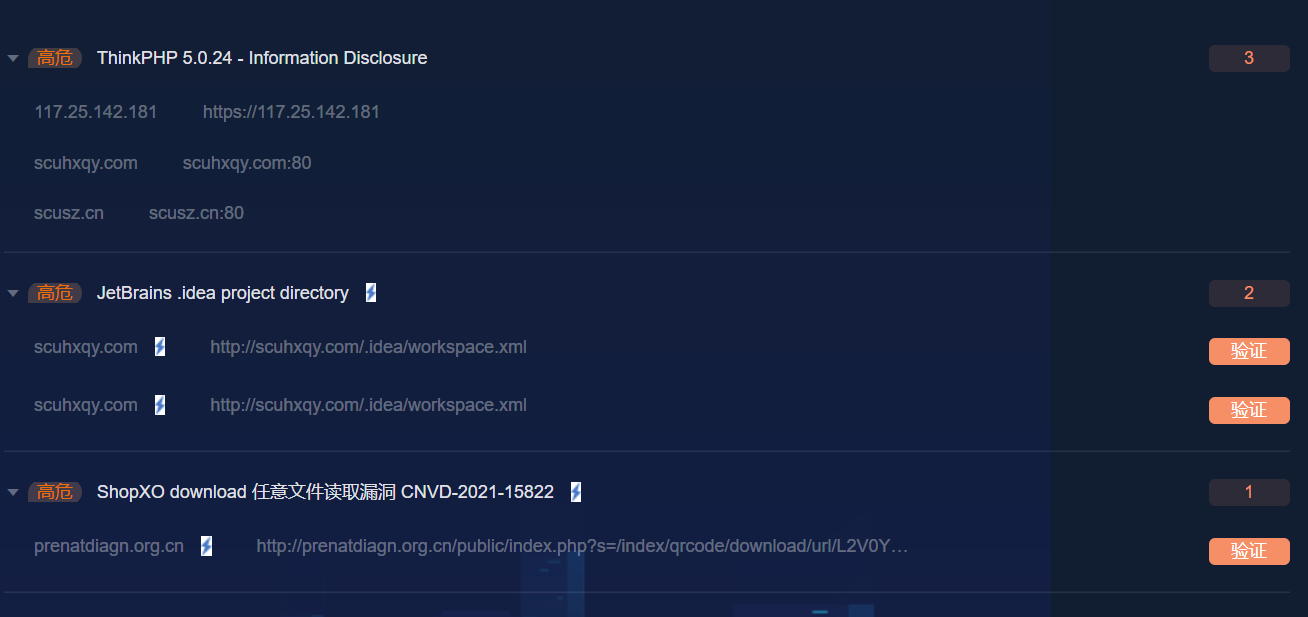 高危 ThinkPHP 5.0.24 - Information Disclosure 3
117.25.142.181 https://117.25.142.181
scuhxqy.com scuhxqy.com:80
scusz.cn scusz.cn:80
高危 JetBrains .idea project directory 2
scuhxqy.com http://scuhxqy.com/.idea/workspace.xml 验证
scuhxqy.com http://scuhxqy.com/.idea/workspace.xml 验证
高危 ShopXO download 任意文件读取漏洞 CNVD-2021-15822 1
prenatdiagn.org.cn http://prenatdiagn.org.cn/public/index.php?s=/index/qrcode/download/url/L2V0Y… 验证